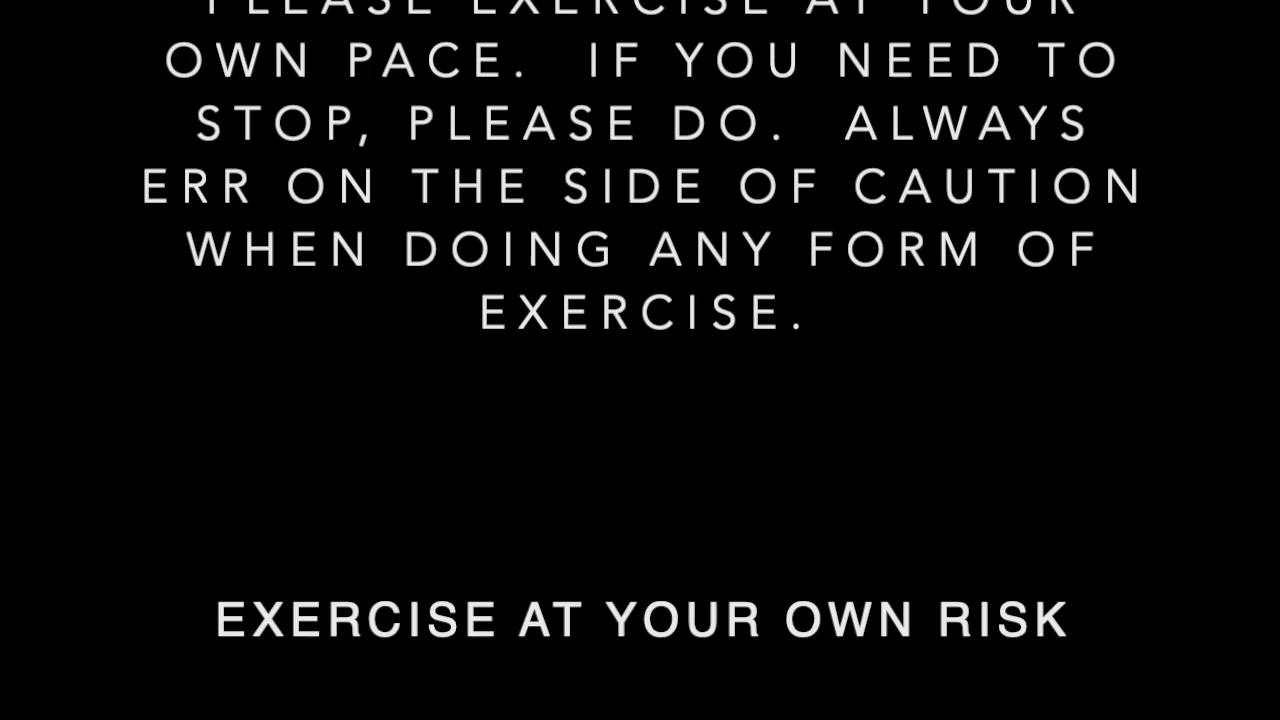 PLEASE EXERCISE AT YOUR
OWN PACE.  IF YOU NEED TO
STOP, PLEASE DO.  ALWAYS
ERR ON THE SIDE OF CAUTION
WHEN DOING ANY FORM OF
EXERCISE.
EXERCISE AT YOUR OWN RISK